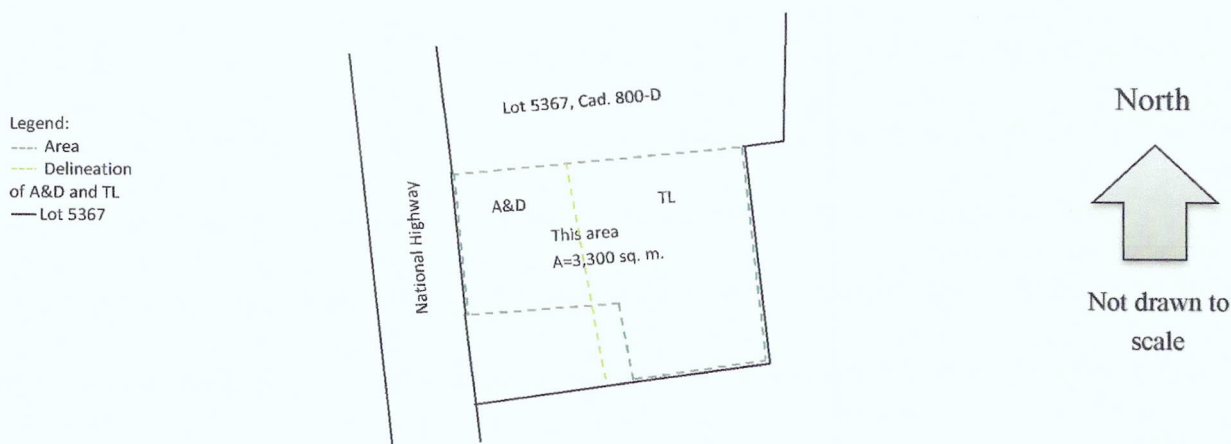 Legend:
---- Area
---- Delineation
of A&D and TL
— Lot 5367
National Highway
Lot 5367, Cad. 800-D
A&D
TL
This area
A=3,300 sq. m.
North
Not drawn to
scale